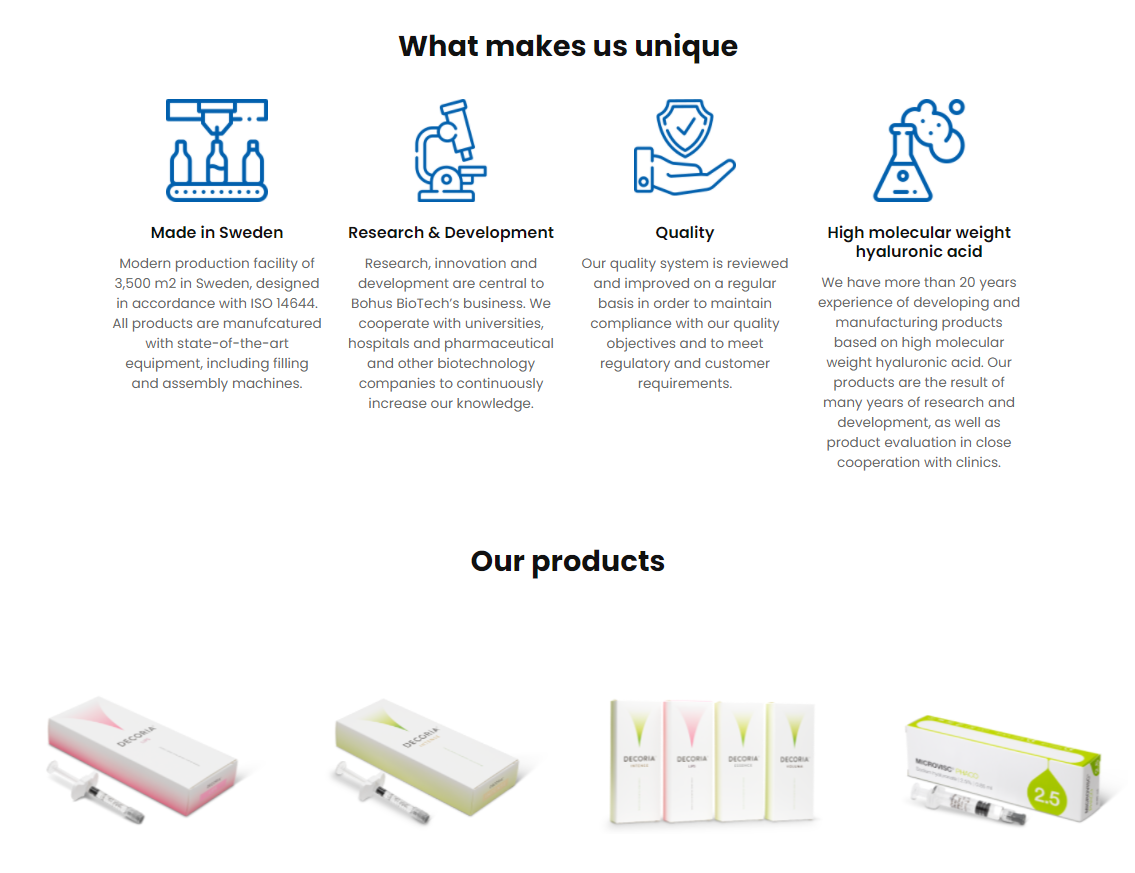 What makes us unique
Made in Sweden
Modern production facility of
3,500 m2 in Sweden, designed
in accordance with ISO 14644.
All products are manufcatured
with state-of-the-art
equipment, including filling
and assembly machines.
Research & Development
Research, innovation and
development are central to
Bohus BioTech's business. We
cooperate with universities,
hospitals and pharmaceutical
and other biotechnology
companies to continuously
increase our knowledge.
Quality
Our quality system is reviewed
and improved on a regular
basis in order to maintain
compliance with our quality
objectives and to meet
regulatory and customer
requirements.
High molecular weight
hyaluronic acid
We have more than 20 years
experience of developing and
manufacturing products
based on high molecular
weight hyaluronic acid. Our
products are the result of
many years of research and
development, as well as
product evaluation in close
cooperation with clinics.
Our products
DECORIA
DECORIA
DECORIA
DECORIA
DECORIA
DECORIA
MICROVISC
2.5